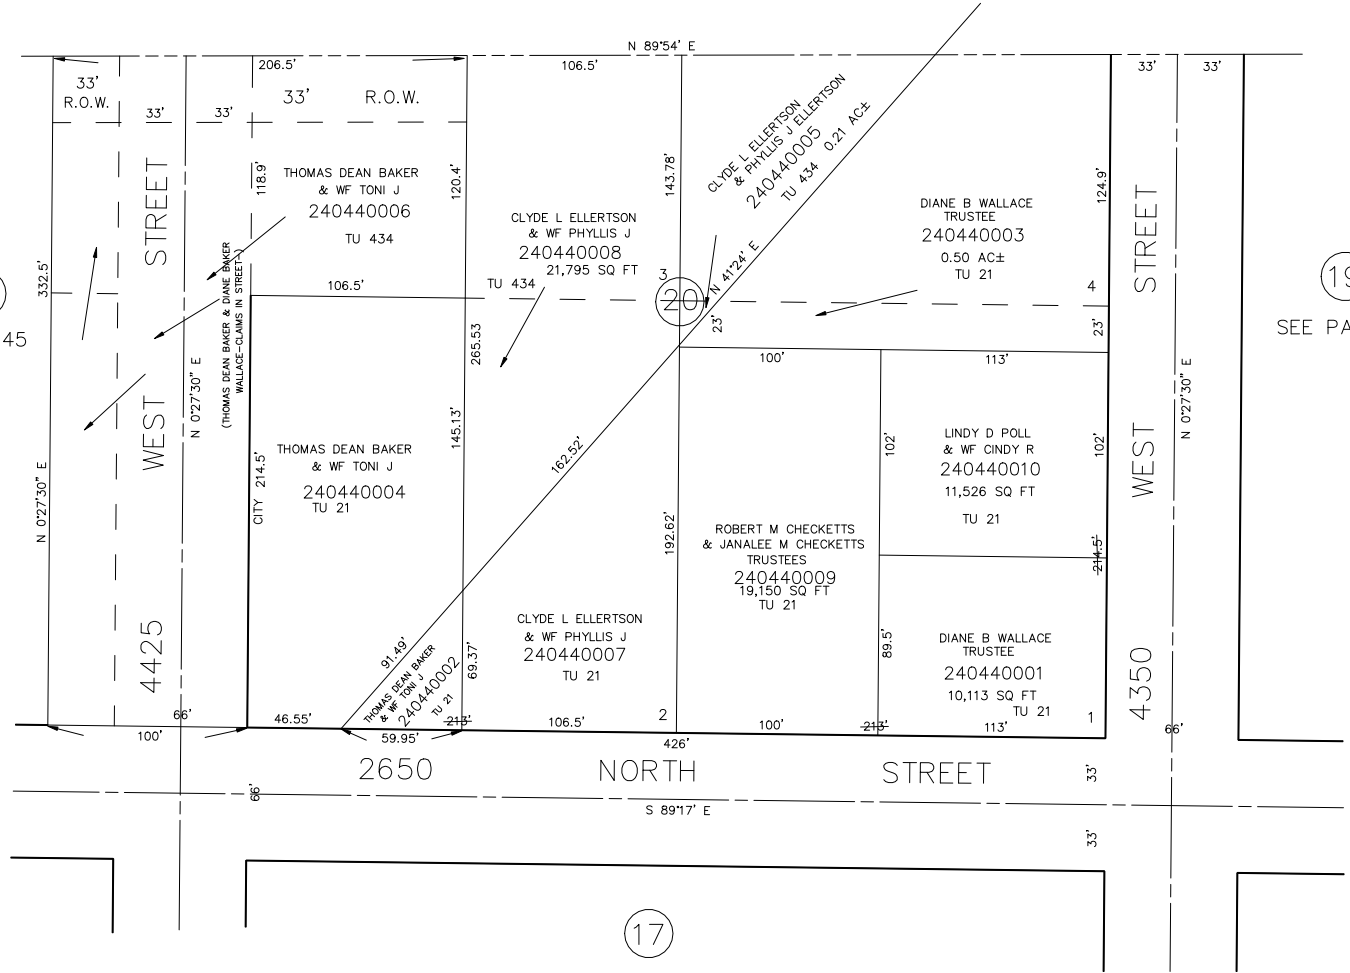 N 89°54' E
206.5'
106.5'
33'
33'
33'
R.O.W.
33'
R.O.W.
33'
33'
118.9'
120.4'
143.78'
124.9'
332.5'
THOMAS DEAN BAKER
& WF TONI J
240440006
TU 434
CLYDE L ELLERTSON
& WF PHYLLIS J
240440008
21,795 SQ FT
TU 434
CLYDE L ELLERTSON
& PHYLLIS J ELLERTSON
240440005
TU 434 0.21 AC±
DIANE B WALLACE
TRUSTEE
240440003
0.50 AC±
TU 21
(THOMAS DEAN BAKER & DIANE BAKER
WALLACE-CLAIMS IN STREET-)
106.5'
3
20
4
N 41°24' E
23'
23'
19
SEE PA
45
265.53
100'
113'
N 0°27'30" E
N 0°27'30" E
N 0°27'30" E
4425 WEST STREET
4350 WEST STREET
THOMAS DEAN BAKER
& WF TONI J
240440004
TU 21
CITY 214.5'
145.13'
162.52'
192.62'
102'
102'
LINDY D POLL
& WF CINDY R
240440010
11,526 SQ FT
TU 21
ROBERT M CHECKETTS
& JANALEE M CHECKETTS
TRUSTEES
240440009
19,150 SQ FT
TU 21
214.5'
CLYDE L ELLERTSON
& WF PHYLLIS J
240440007
TU 21
DIANE B WALLACE
TRUSTEE
240440001
10,113 SQ FT
TU 21
89.5'
69.37'
91.49'
THOMAS DEAN BAKER
& WF TONI J
240440002
TU 21
66'
100'
46.55'
213'
59.95'
106.5'
2
426'
100'
213'
113'
1
66'
2650 NORTH STREET
33'
66'
S 89°17' E
33'
17